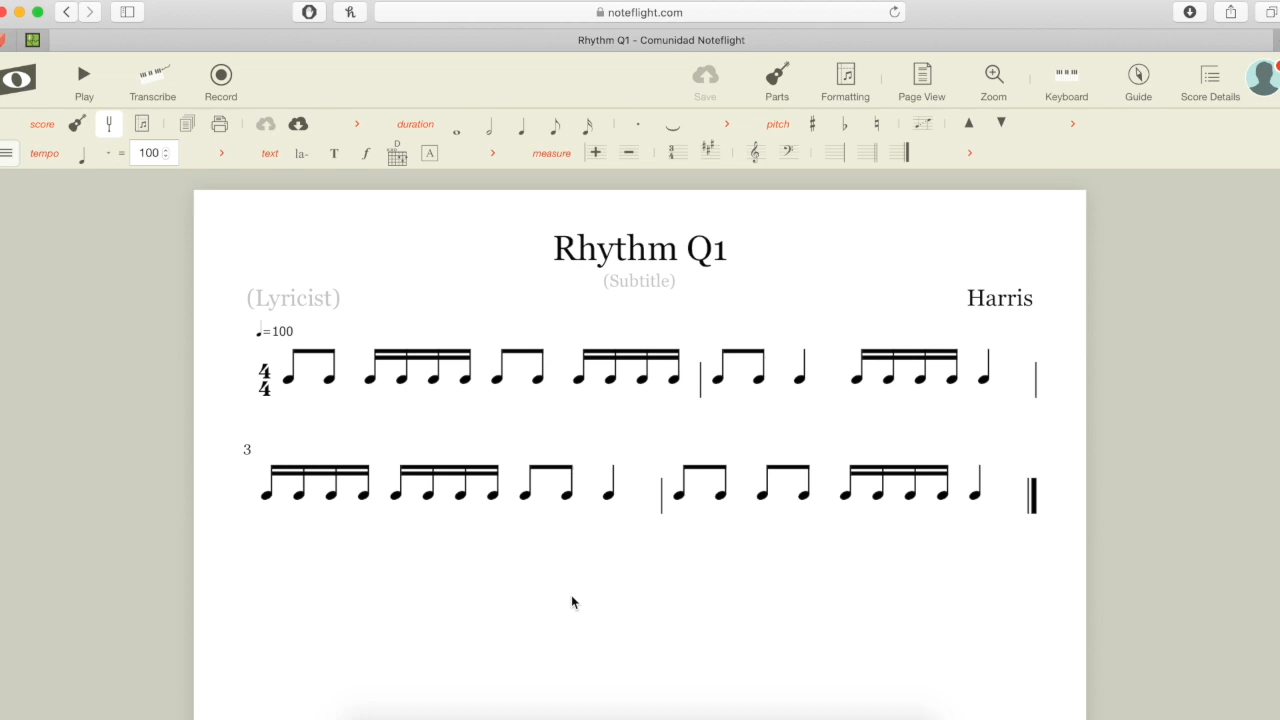 noteflight.com
Rhythm Q1 - Comunidad Noteflight
Play Transcribe Record Save Parts Formatting Page View Zoom Keyboard Guide Score Details
score duration pitch
tempo = 100 text la- T f D A measure
Rhythm Q1
(Subtitle)
(Lyricist) Harris
=100
4
4
3